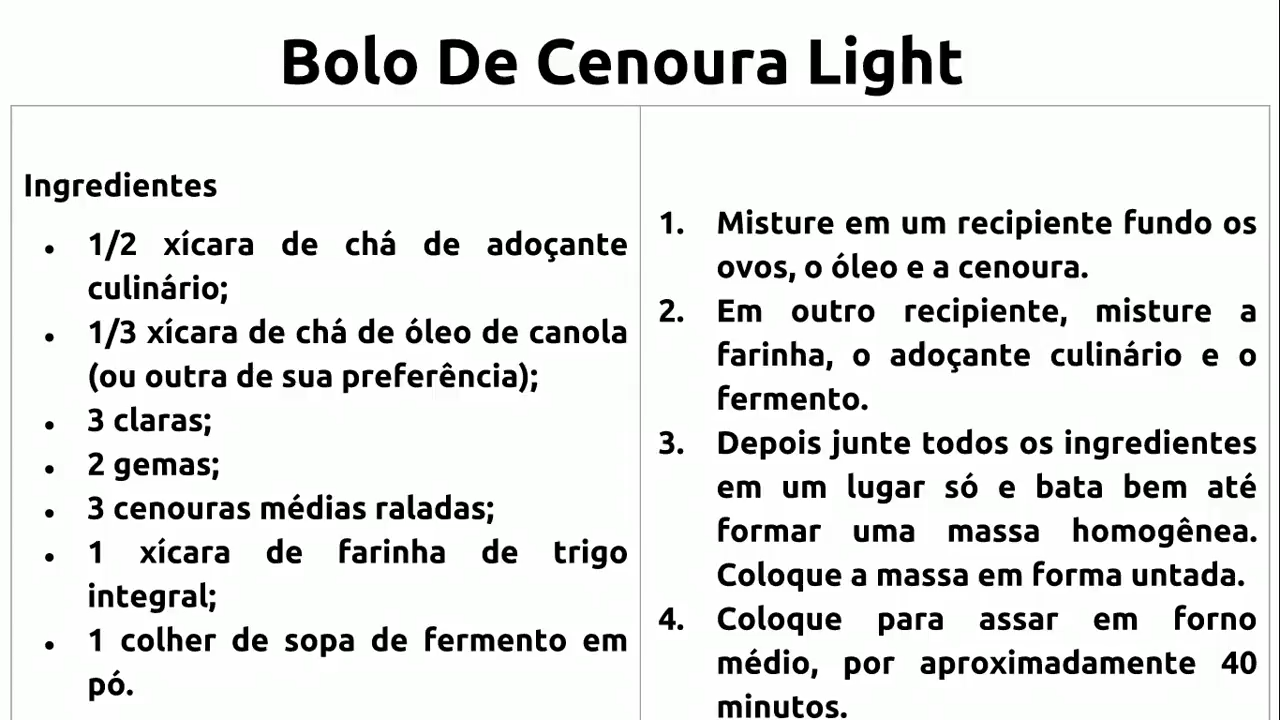 Bolo De Cenoura Light
Ingredientes
• 1/2 xícara de chá de adoçante
culinário;
• 1/3 xícara de chá de óleo de canola
(ou outra de sua preferência);
• 3 claras;
• 2 gemas;
• 3 cenouras médias raladas;
• 1 xícara de farinha de trigo
integral;
• 1 colher de sopa de fermento em
pó.
1. Misture em um recipiente fundo os
ovos, o óleo e a cenoura.
2. Em outro recipiente, misture a
farinha, o adoçante culinário e o
fermento.
3. Depois junte todos os ingredientes
em um lugar só e bata bem até
formar uma massa homogênea.
Coloque a massa em forma untada.
4. Coloque para assar em forno
médio, por aproximadamente 40
minutos.